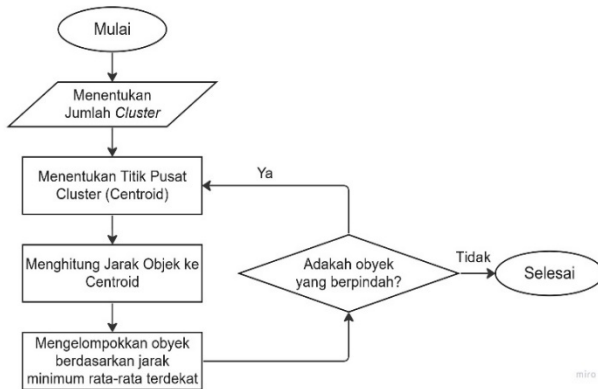 Mulai
Menentukan
Jumlah Cluster
Menentukan Titik Pusat
Cluster (Centroid)
Menghitung Jarak Objek ke
Centroid
Mengelompokkan obyek
berdasarkan jarak
minimum rata-rata terdekat
Ya
Adakah obyek
yang berpindah?
Tidak
Selesai
miro